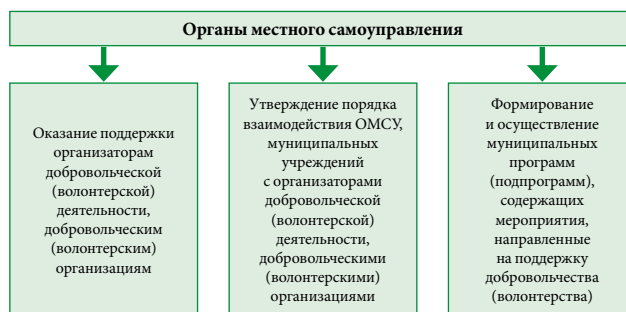 Органы местного самоуправления
Оказание поддержки
организаторам
добровольческой
(волонтерской)
деятельности,
добровольческим
(волонтерским)
организациям
Утверждение порядка
взаимодействия ОМСУ,
муниципальных
учреждений
с организаторами
добровольческой
(волонтерской)
деятельности,
добровольческими
(волонтерскими)
организациями
Формирование
и осуществление
муниципальных
программ
(подпрограмм),
содержащих
мероприятия,
направленные
на поддержку
добровольчества
(волонтерства)